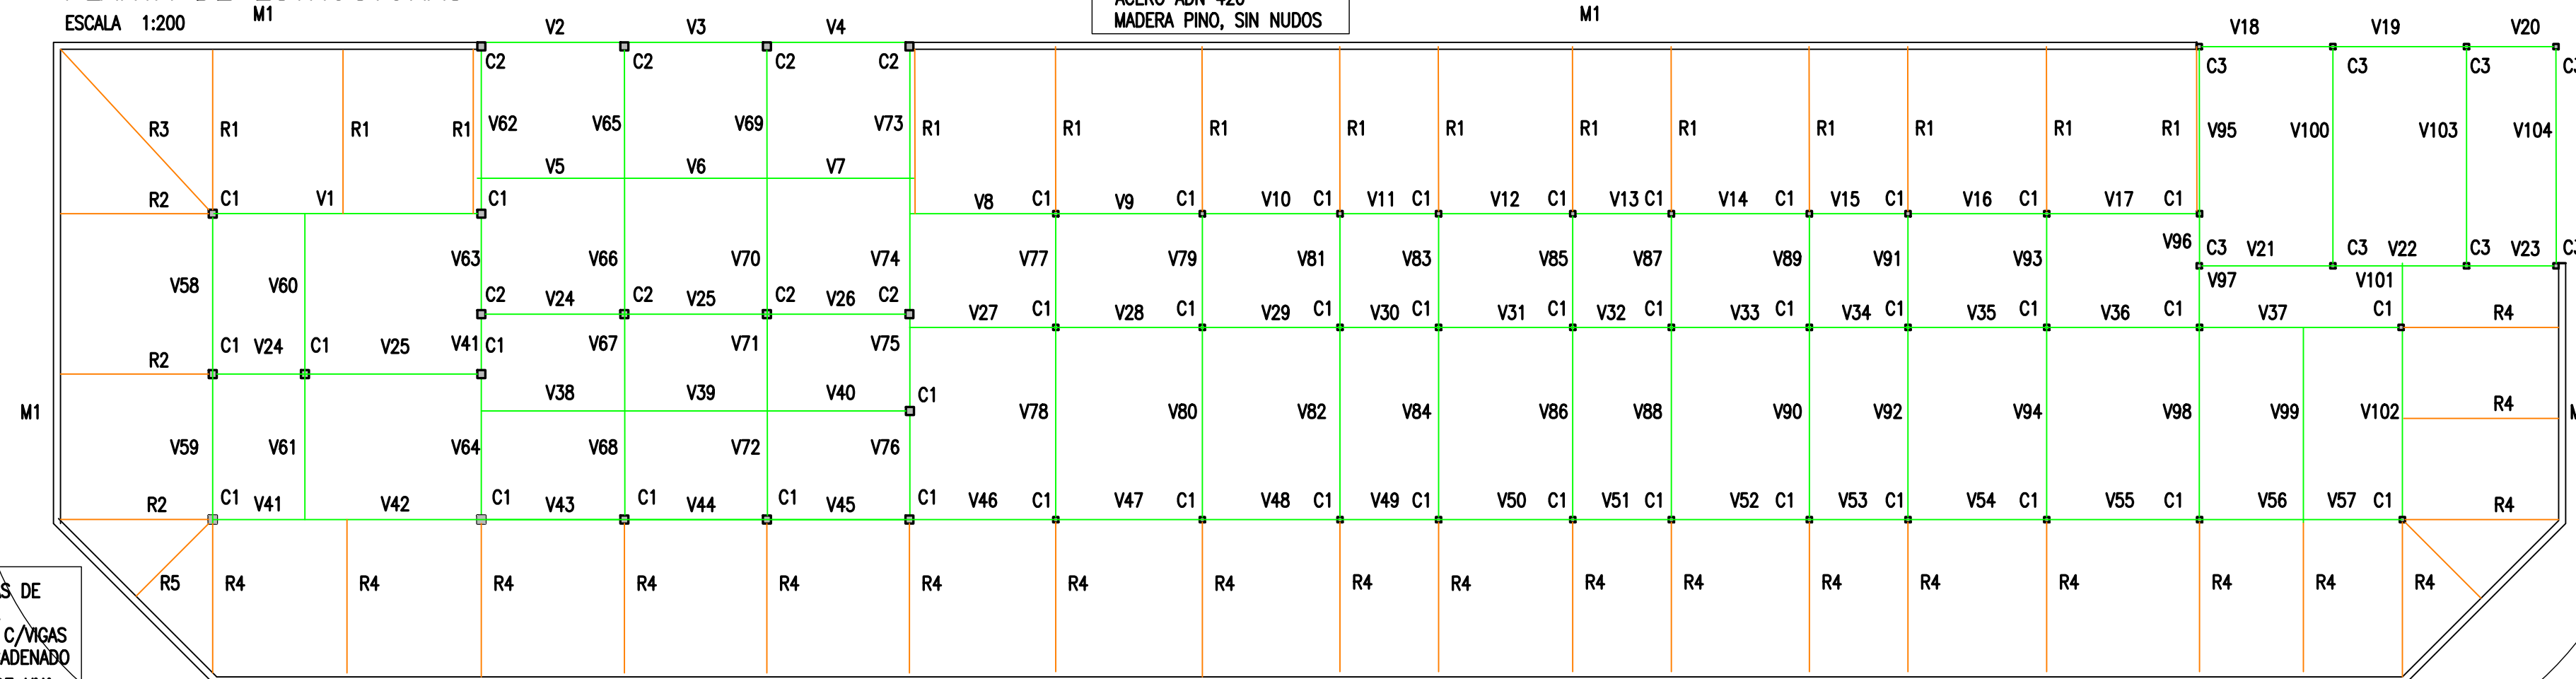 ESCALA 1:200
M1
ACERO ADN 420
MADERA PINO, SIN NUDOS
M1
V2 V3 V4
V18 V19 V20
C2 C2 C2 C2
C3 C3 C3 C3
R3 R1 R1 R1 V62 V65 V69 V73 R1 R1 R1 R1 R1 R1 R1 R1 R1 R1 R1 V95 V100 V103 V104
V5 V6 V7
R2 C1 V1 C1 V8 C1 V9 C1 V10 C1 V11 C1 V12 C1 V13 C1 V14 C1 V15 C1 V16 C1 V17 C1
V96 C3 V21 C3 V22 C3 V23 C3
V58 V60 V63 V66 V70 V74 V77 V79 V81 V83 V85 V87 V89 V91 V93 V97 V101
C2 V24 C2 V25 C2 V26 C2 V27 C1 V28 C1 V29 C1 V30 C1 V31 C1 V32 C1 V33 C1 V34 C1 V35 C1 V36 C1 V37 C1 R4
R2 C1 V24 C1 V25 V41 C1 V67 V71 V75
V38 V39 V40 C1
M1 V78 V80 V82 V84 V86 V88 V90 V92 V94 V98 V99 V102 R4
V59 V61 V64 V68 V72 V76
R2 C1 V41 V42 C1 V43 C1 V44 C1 V45 C1 V46 C1 V47 C1 V48 C1 V49 C1 V50 C1 V51 C1 V52 C1 V53 C1 V54 C1 V55 C1 V56 V57 C1 R4
R5 R4 R4 R4 R4 R4 R4 R4 R4 R4 R4 R4 R4 R4 R4 R4 R4 R4 R4
DE
C/VIGAS